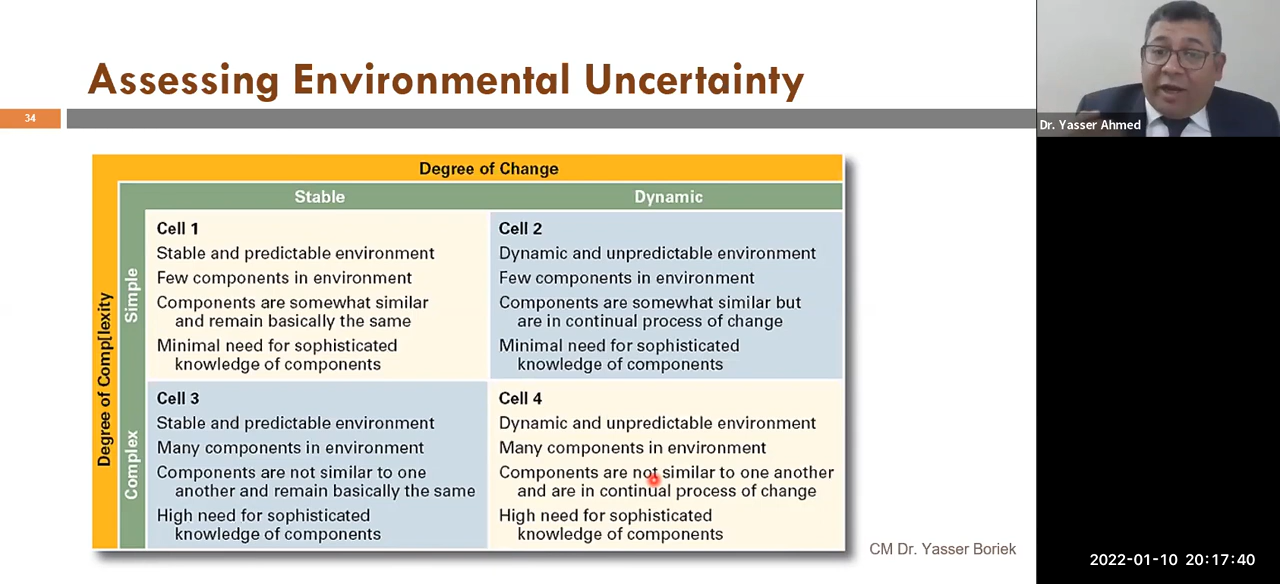 Assessing Environmental Uncertainty
34
Dr. Yasser Ahmed
Degree of Change
Stable
Dynamic
Degree of Comp[lexity
Simple
Cell 1
Stable and predictable environment
Few components in environment
Components are somewhat similar
and remain basically the same
Minimal need for sophisticated
knowledge of components
Cell 2
Dynamic and unpredictable environment
Few components in environment
Components are somewhat similar but
are in continual process of change
Minimal need for sophisticated
knowledge of components
Complex
Cell 3
Stable and predictable environment
Many components in environment
Components are not similar to one
another and remain basically the same
High need for sophisticated
knowledge of components
Cell 4
Dynamic and unpredictable environment
Many components in environment
Components are not similar to one another
and are in continual process of change
High need for sophisticated
knowledge of components
CM Dr. Yasser Boriek
2022-01-10 20:17:40